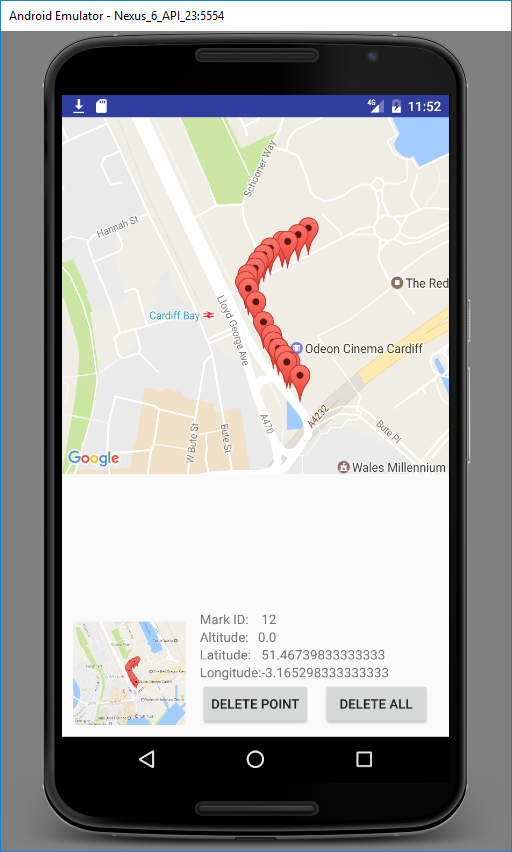 Android Emulator - Nexus_6_API_23:5554
4G 11:52
Schooner Way
Hannah St
The Red
Cardiff Bay
Lloyd George Ave
Odeon Cinema Cardiff
A4232
A470
Bute Pl
W Bute St
Bute St
Google
Wales Millennium
Mark ID: 12
Altitude: 0.0
Latitude: 51.46739833333333
Longitude:-3.165298333333333
DELETE POINT DELETE ALL